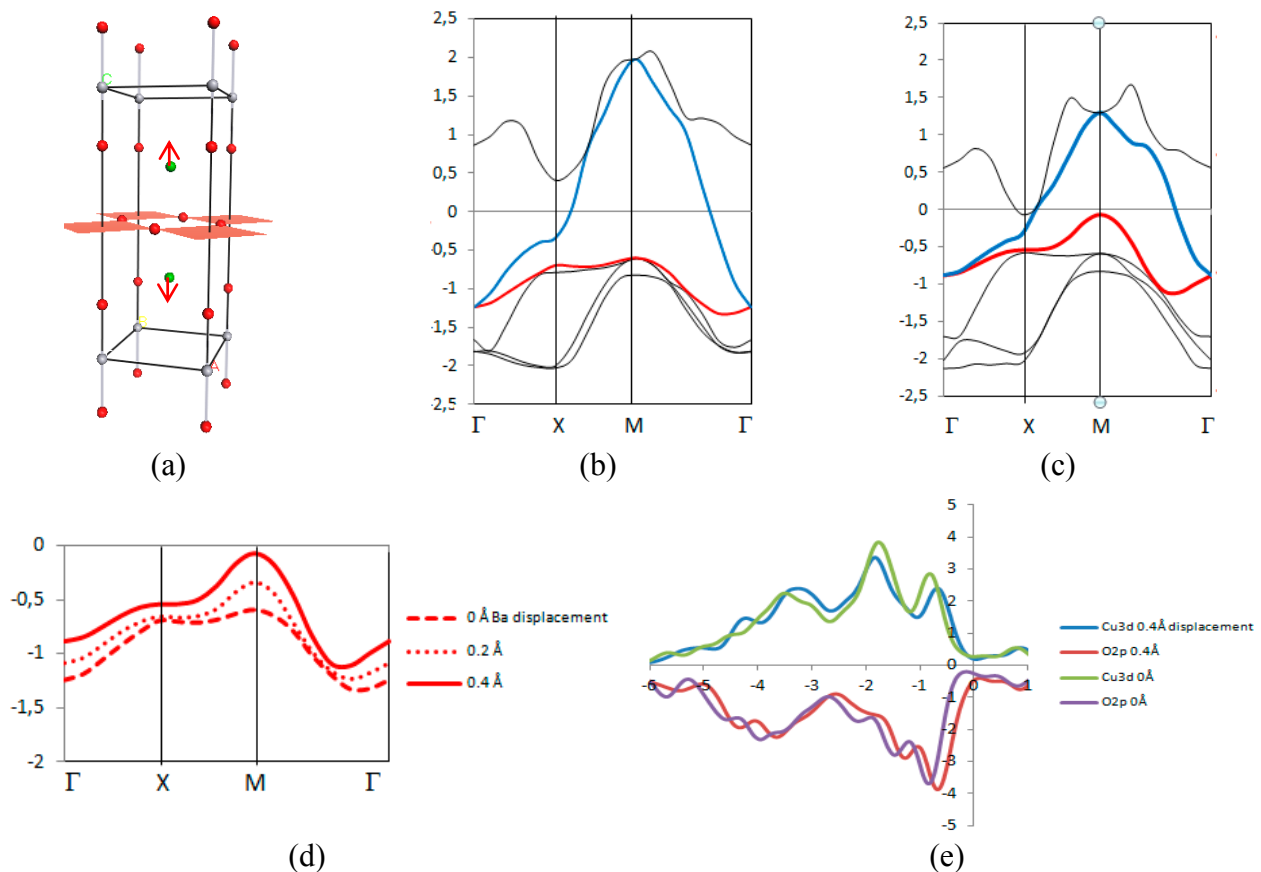 C
B
A
(a)
2,5
2
1,5
1
0,5
0
-0,5
-1
-1,5
-2
-2,5
Γ X M Γ
(b)
2,5
2
1,5
1
0,5
0
-0,5
-1
-1,5
-2
-2,5
Γ X M Γ
(c)
0
-0,5
-1
-1,5
-2
Γ X M Γ
0 Å Ba displacement
0.2 Å
0.4 Å
(d)
5
4
3
2
1
0
-6 -5 -4 -3 -2 -1 0 1
-1
-2
-3
-4
-5
Cu3d 0.4Å displacement
O2p 0.4Å
Cu3d 0Å
O2p 0Å
(e)